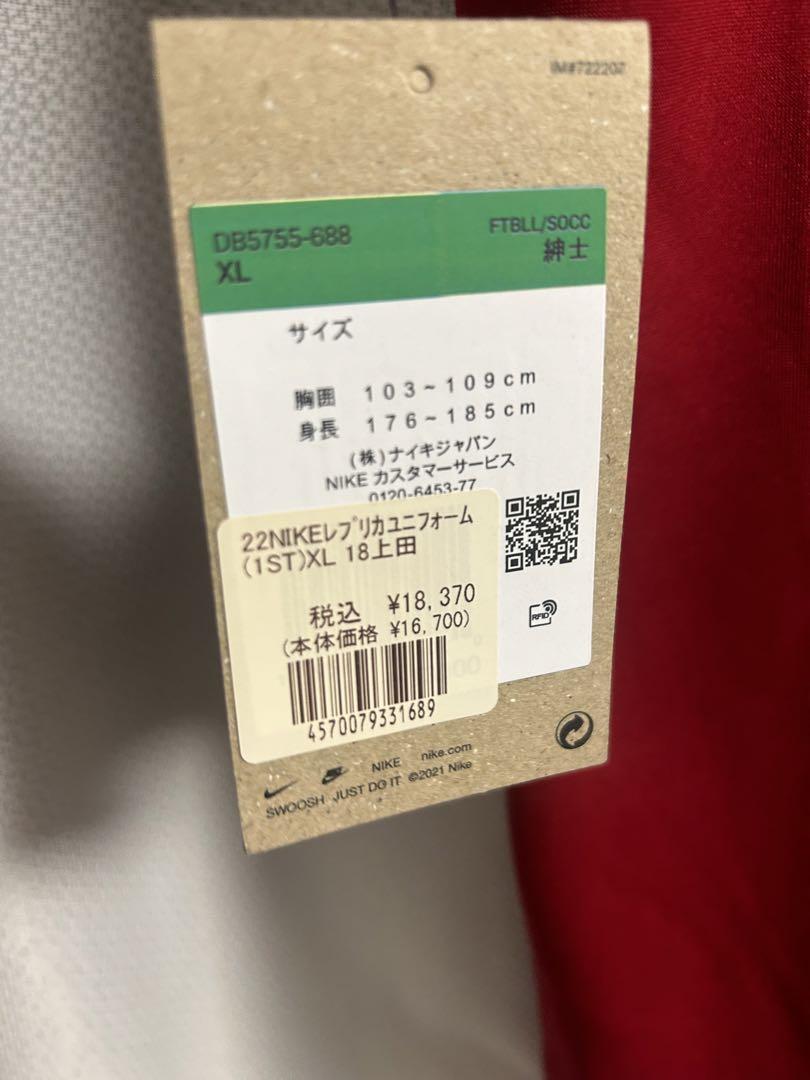 IM#722202
DB5755-688
XL
FTBLL/SOCC
紳士
サイズ
胸囲 103~109cm
身長 176~185cm
(株)ナイキジャパン
NIKE カスタマーサービス
0120-6453-77
22NIKEレプリカユニフォーム
(1ST)XL 18上田
税込 ¥18,370
(本体価格 ¥16,700)
4570079331689
RFID
NIKE nike.com
SWOOSH JUST DO IT ©2021 Nike